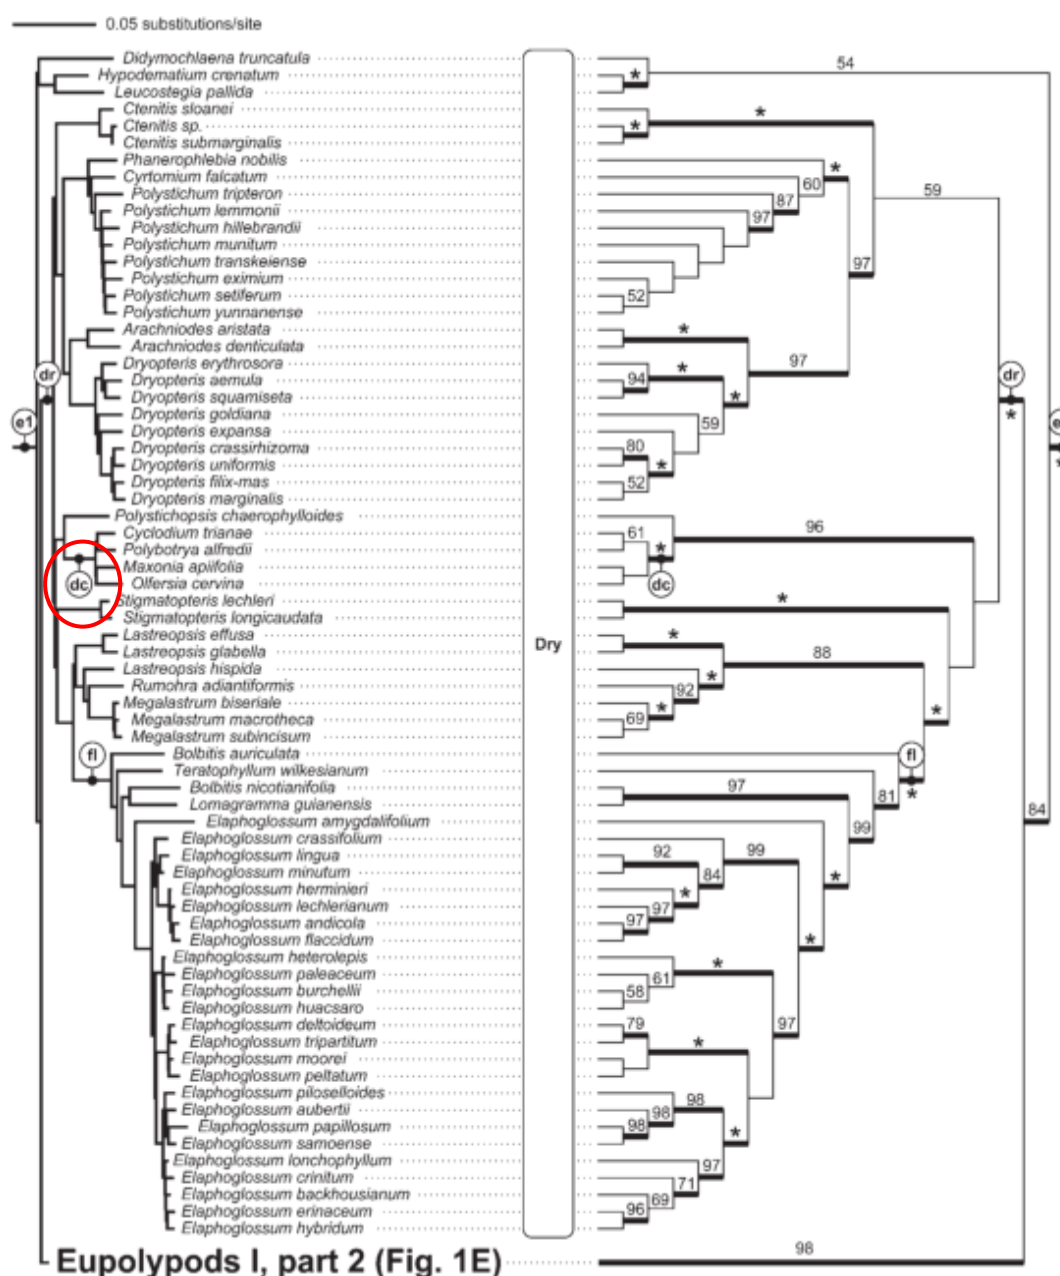 0.05 substitutions/site
Didymochlaena truncatula 54
Hypodematium crenatum *
Leucostegia pallida
Ctenitis sloanei *
Ctenitis sp. *
Ctenitis submarginalis
Phanerophlebia nobilis *
Cyrtomium falcatum 60 59
Polystichum tripteron 87
Polystichum lemmonii 97
Polystichum hillebrandii
Polystichum munitum
Polystichum transkeiense 97
Polystichum eximium
Polystichum setiferum 52
Polystichum yunnanense
Arachniodes aristata *
Arachniodes denticulata
Dryopteris erythrosora * 97
dr Dryopteris aemula 94 * dr
Dryopteris squamiseta
Dryopteris goldiana 59 *
e1 Dryopteris expansa e
Dryopteris crassirhizoma 80
Dryopteris uniformis * *
Dryopteris filix-mas 52
Dryopteris marginalis
Polystichopsis chaerophylloides
Cyclodium trianae 61 96
Polybotrya alfredii *
Maxonia apiifolia
dc Olfersia cervina dc
Stigmatopteris lechleri *
Stigmatopteris longicaudata
Lastreopsis effusa *
Dry
Lastreopsis glabella 88
Lastreopsis hispida *
Rumohra adiantiformis 92
Megalastrum biseriale *
Megalastrum macrotheca 69 *
Megalastrum subincisum
fl Bolbitis auriculata fl
Teratophyllum wilkesianum
Bolbitis nicotianifolia 97 *
Lomagramma guianensis 81 84
Elaphoglossum amygdalifolium 99
Elaphoglossum crassifolium
Elaphoglossum lingua 92 99
Elaphoglossum minutum 84 *
Elaphoglossum herminieri *
Elaphoglossum lechlerianum 97
Elaphoglossum andicola 97
Elaphoglossum flaccidum *
Elaphoglossum heterolepis *
Elaphoglossum paleaceum 61
Elaphoglossum burchellii 58
Elaphoglossum huacsaro
Elaphoglossum deltoideum 79 97
Elaphoglossum tripartitum *
Elaphoglossum moorei
Elaphoglossum peltatum
Elaphoglossum piloselloides 98
Elaphoglossum aubertii 98
Elaphoglossum papillosum 98 *
Elaphoglossum samoense
Elaphoglossum lonchophyllum 97
Elaphoglossum crinitum 71
Elaphoglossum backhousianum 69
Elaphoglossum erinaceum 96
Elaphoglossum hybridum
Eupolypods I, part 2 (Fig. 1E) 98